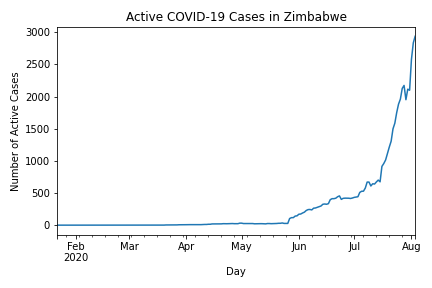 Active COVID-19 Cases in Zimbabwe
3000
2500
2000
1500
1000
500
0
Number of Active Cases
Feb Mar Apr May Jun Jul Aug
2020
Day